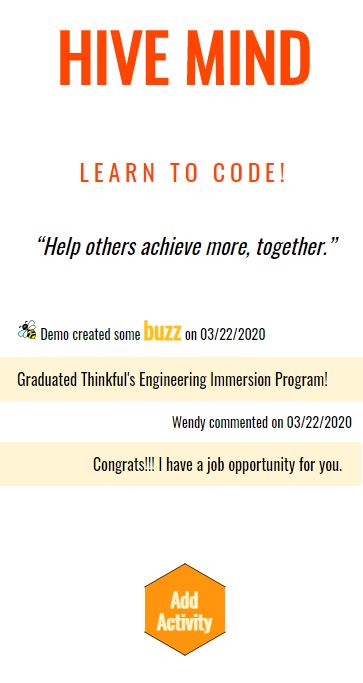 HIVE MIND
LEARN TO CODE!
“Help others achieve more, together.”
Demo created some buzz on 03/22/2020
Graduated Thinkful's Engineering Immersion Program!
Wendy commented on 03/22/2020
Congrats!!! I have a job opportunity for you.
Add
Activity